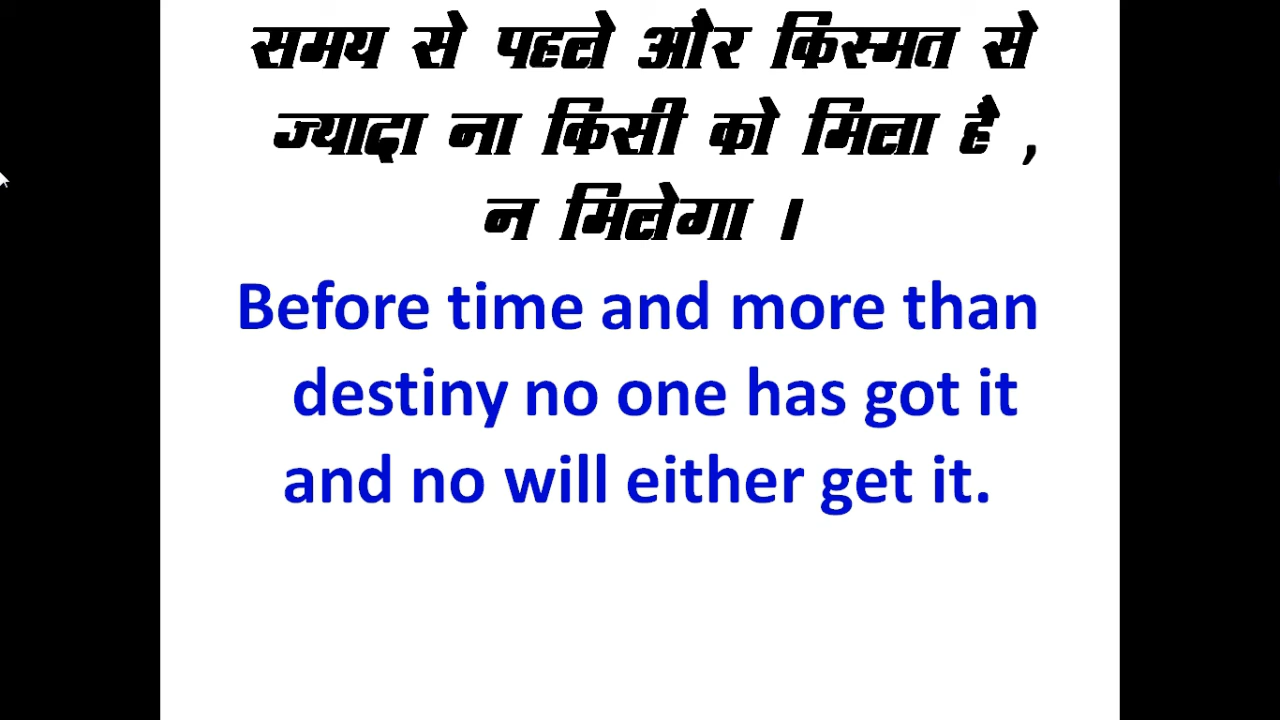 समय से पहले और किस्मत से
ज्यादा ना किसी को मिला है ,
न मिलेगा ।
Before time and more than
destiny no one has got it
and no will either get it.